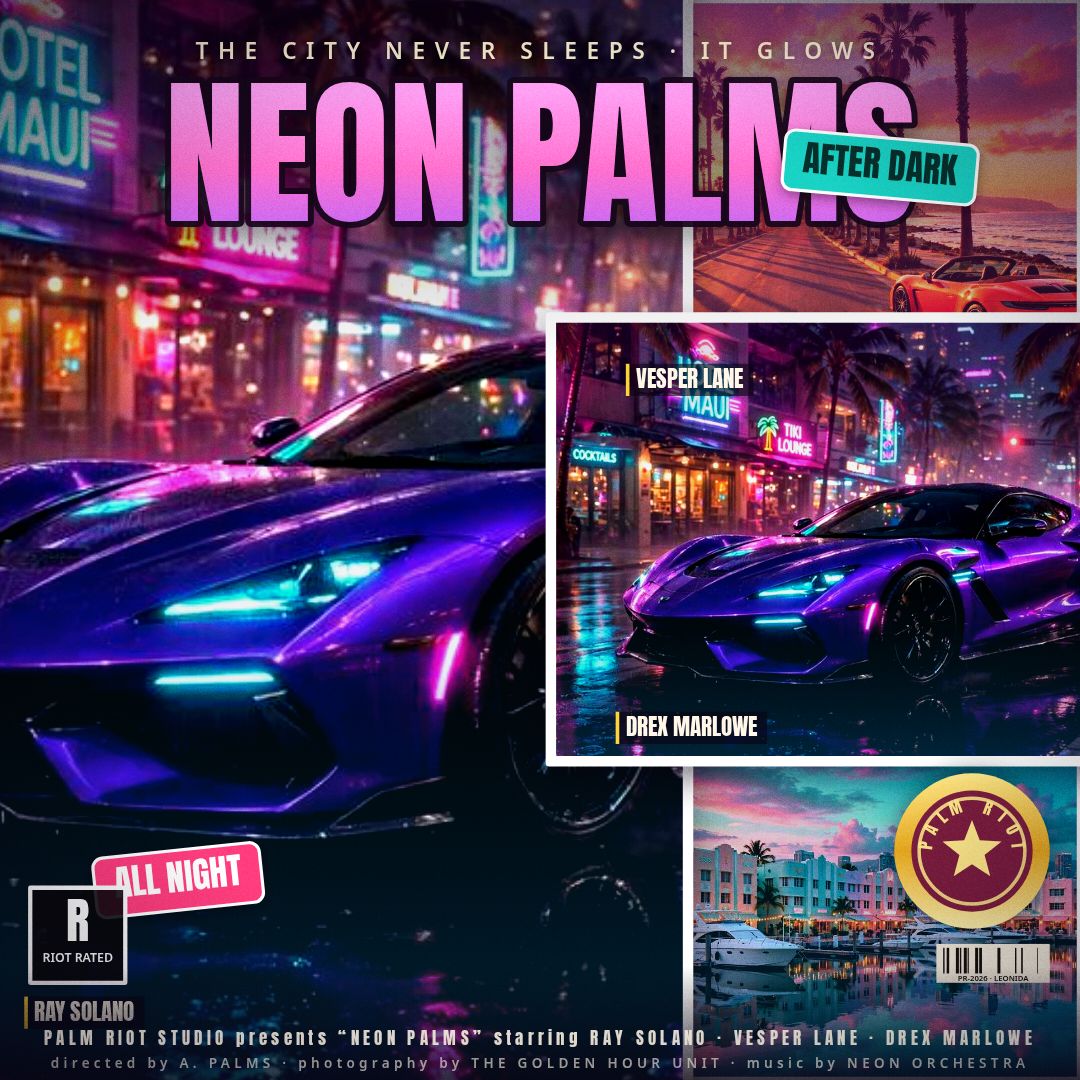 THE CITY NEVER SLEEPS · IT GLOWS
NEON PALMS
AFTER DARK
OTEL
MAUI
LOUNGE
VESPER LANE
MAUI
TIKI
LOUNGE
COCKTAILS
DREX MARLOWE
PALM RIOT
PR-2026 · LEONIDA
ALL NIGHT
R
RIOT RATED
RAY SOLANO
PALM RIOT STUDIO presents “NEON PALMS” starring RAY SOLANO · VESPER LANE · DREX MARLOWE
directed by A. PALMS · photography by THE GOLDEN HOUR UNIT · music by NEON ORCHESTRA